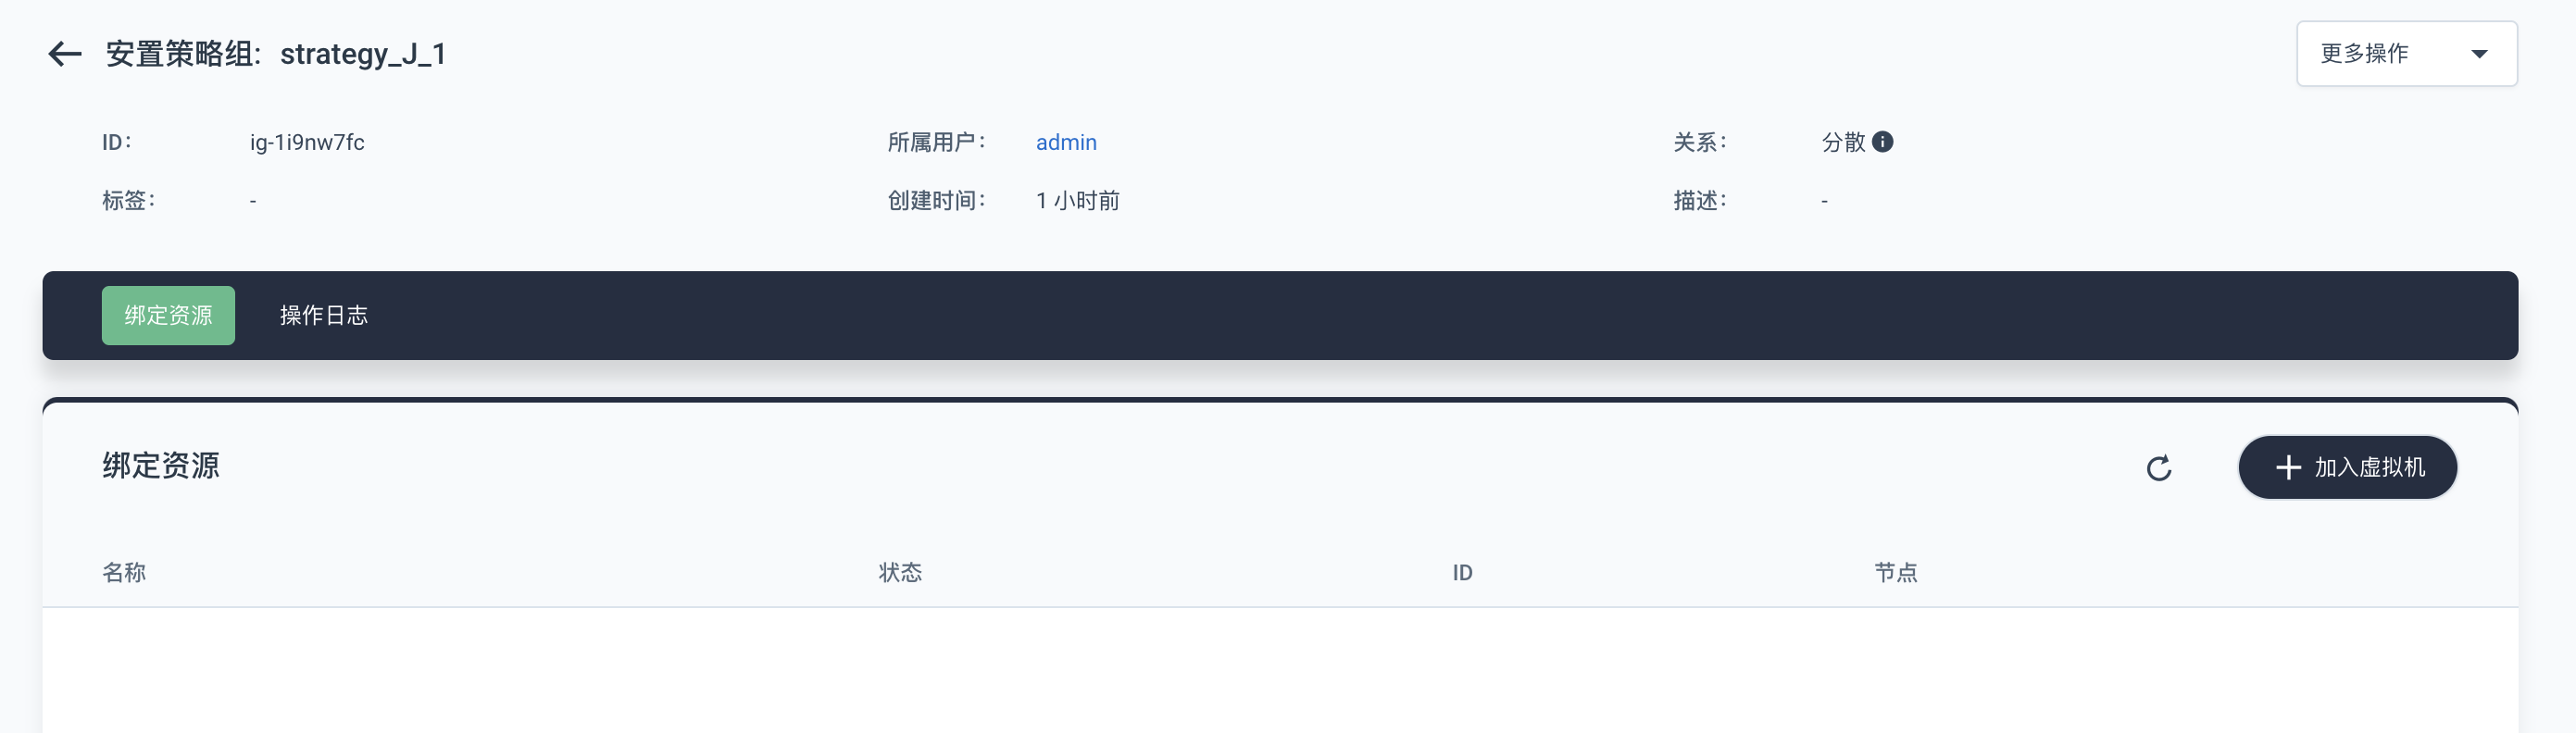 安置策略组: strategy_J_1 更多操作
ID: ig-1i9nw7fc 所属用户: admin 关系: 分散
标签: - 创建时间: 1 小时前 描述: -
绑定资源 操作日志
绑定资源 加入虚拟机
名称 状态 ID 节点